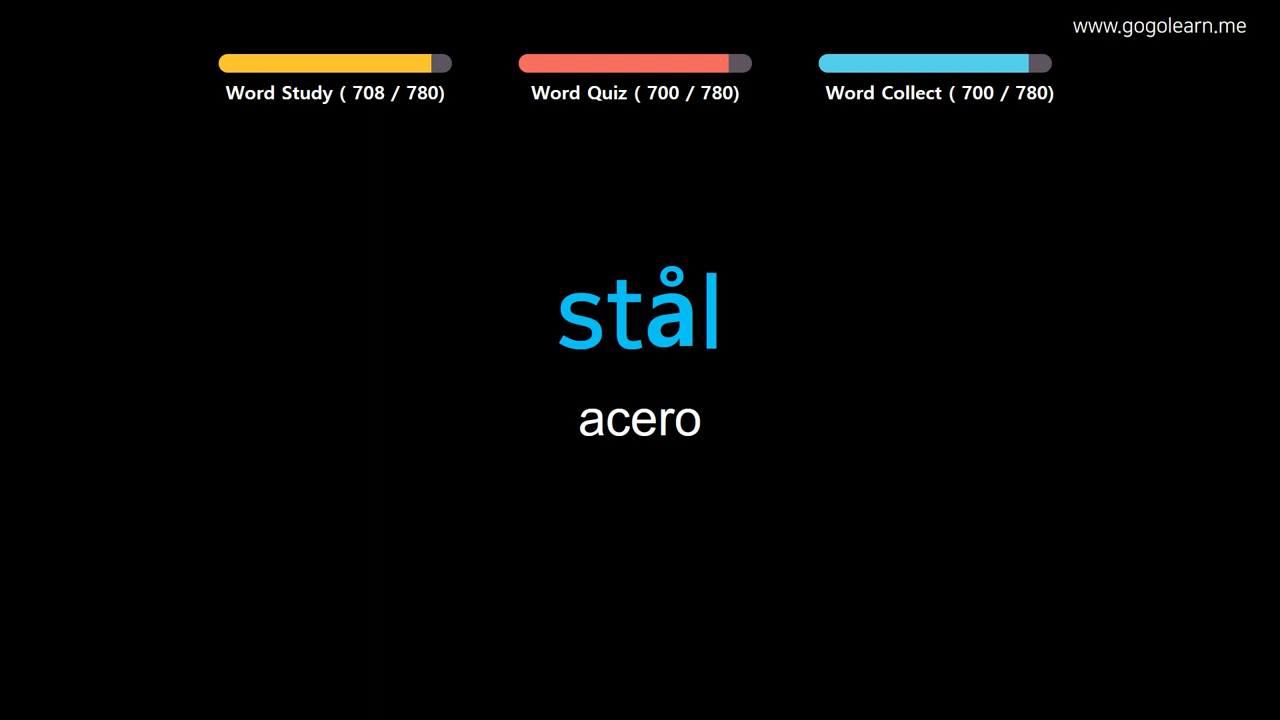 www.gogolearn.me
Word Study ( 708 / 780)
Word Quiz ( 700 / 780)
Word Collect ( 700 / 780)
stål
acero